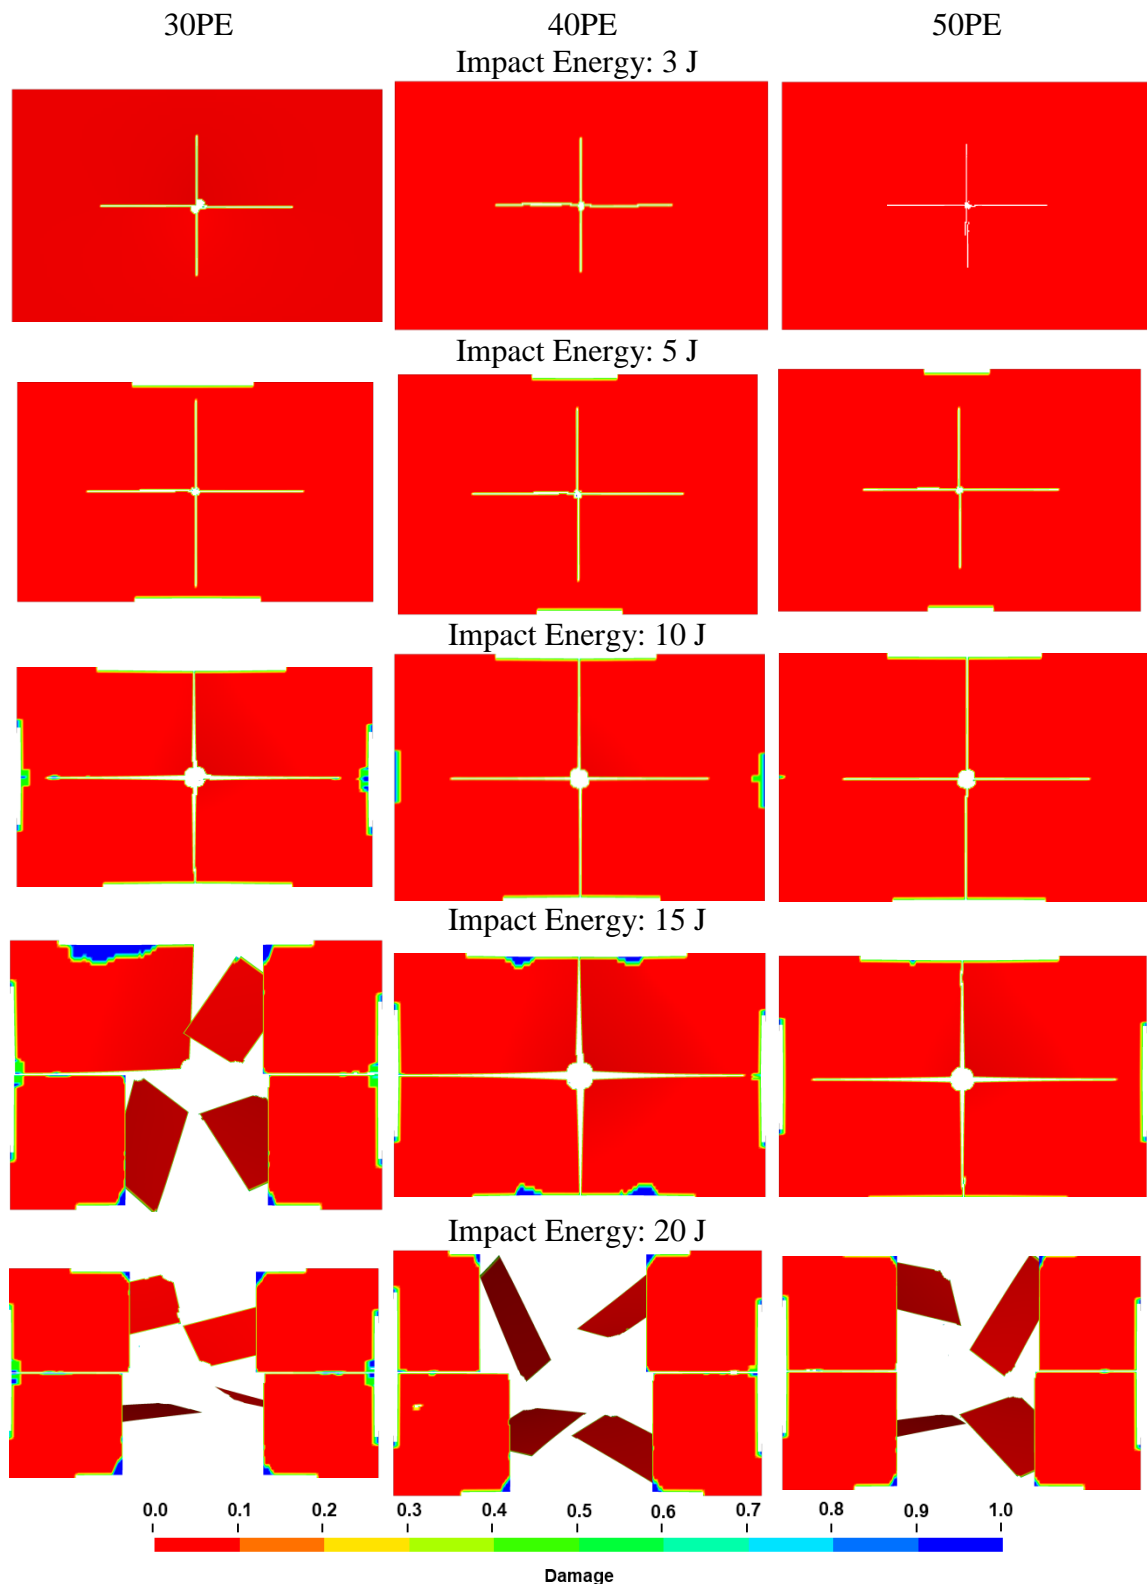 30PE 40PE 50PE
Impact Energy: 3 J
Impact Energy: 5 J
Impact Energy: 10 J
Impact Energy: 15 J
Impact Energy: 20 J
0.0 0.1 0.2 0.3 0.4 0.5 0.6 0.7 0.8 0.9 1.0
Damage